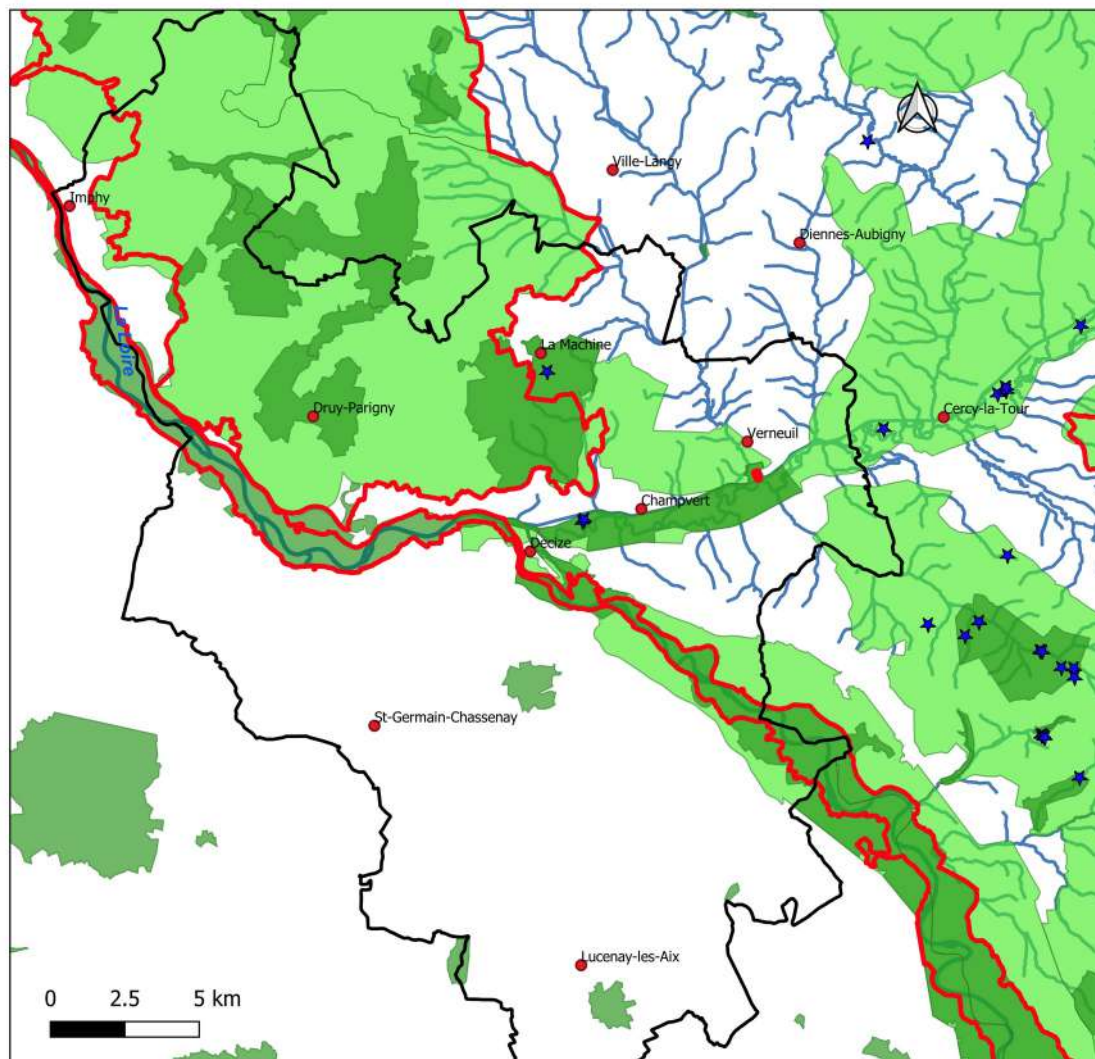 Ville-Langy
Imphy
Diennes-Aubigny
La Loire
La Machine
Druy-Parigny
Cercy-la-Tour
Verneuil
Champvert
Decize
St-Germain-Chassenay
Lucenay-les-Aix
0 2.5 5 km